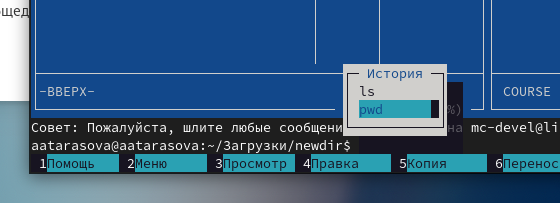 бщед
История
ls
pwd
-ВВЕРХ-
COURSE
%)
Совет: Пожалуйста, шлите любые сообщени на mc-devel@li
aatarasova@aatarasova:~/Загрузки/newdir$
1Помощь 2Меню 3Просмотр 4Правка 5Копия 6Перенос